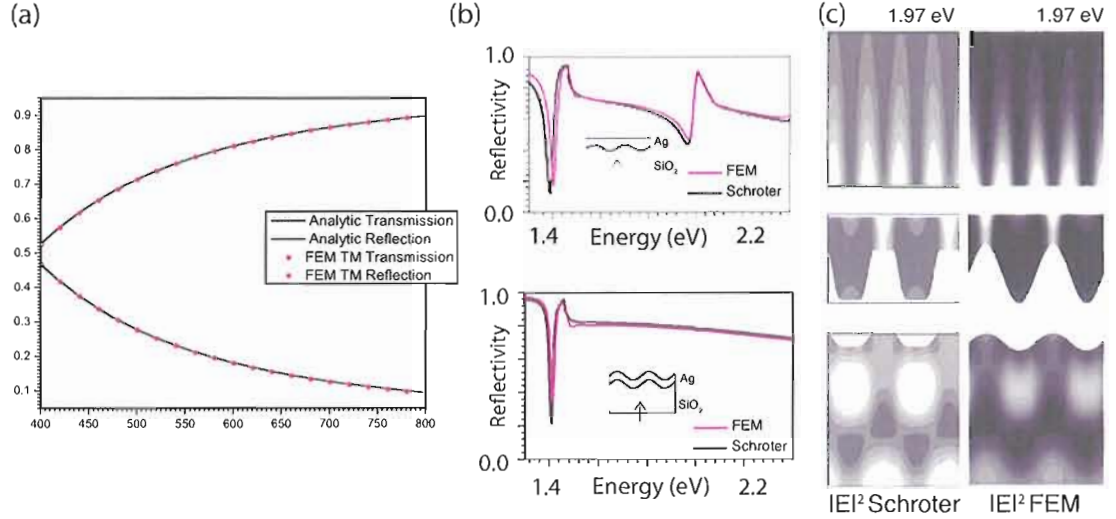 (a)
0.9
0.8
0.7
0.6
0.5
0.4
0.3
0.2
0.1
400 450 500 550 600 650 700 750 800
Analytic Transmission
Analytic Reflection
FEM TM Transmission
FEM TM Reflection
(b)
1.0
Reflectivity
0.0
Ag
SiO₂
FEM
Schroter
1.4 Energy (eV) 2.2
1.0
Reflectivity
0.0
Ag
SiO₂
FEM
Schroter
1.4 Energy (eV) 2.2
(c)
1.97 eV 1.97 eV
|E|² Schroter |E|² FEM